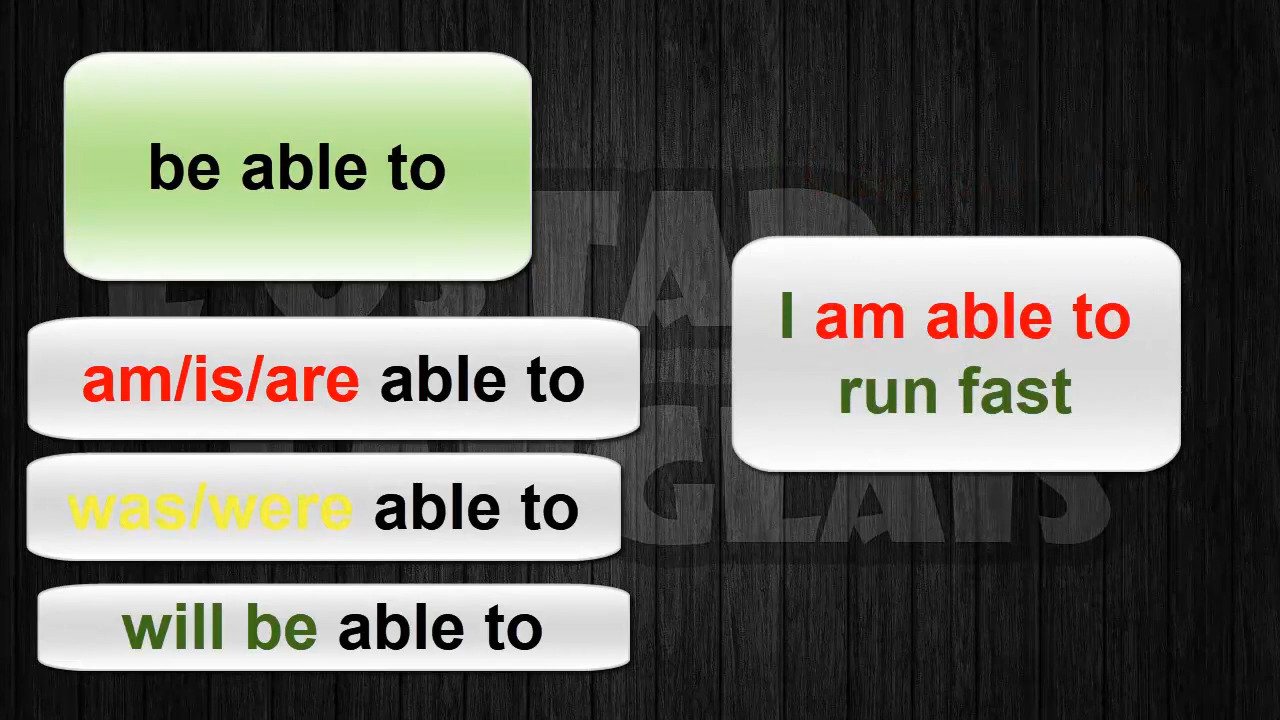 be able to
am/is/are able to
was/were able to
will be able to
I am able to
run fast